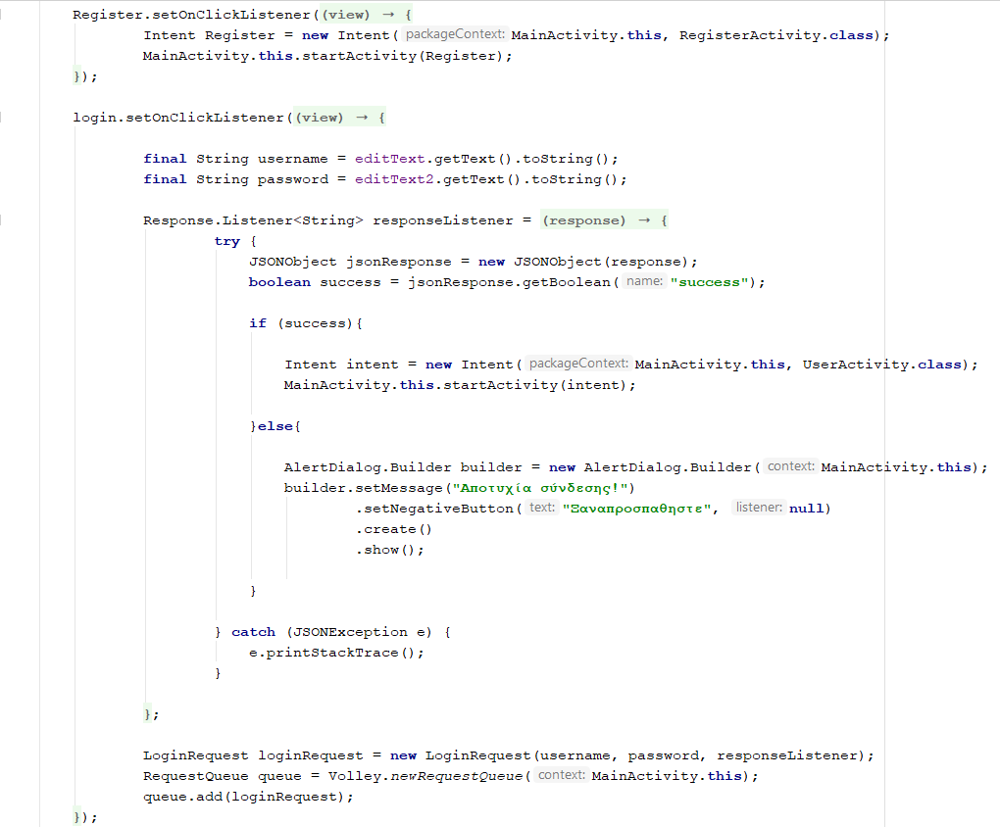 Register.setOnClickListener((view) → {
Intent Register = new Intent( packageContext: MainActivity.this, RegisterActivity.class);
MainActivity.this.startActivity(Register);
});
login.setOnClickListener((view) → {
final String username = editText.getText().toString();
final String password = editText2.getText().toString();
Response.Listener<String> responseListener = (response) → {
try {
JSONObject jsonResponse = new JSONObject(response);
boolean success = jsonResponse.getBoolean( name: "success");
if (success){
Intent intent = new Intent( packageContext: MainActivity.this, UserActivity.class);
MainActivity.this.startActivity(intent);
}else{
AlertDialog.Builder builder = new AlertDialog.Builder( context: MainActivity.this);
builder.setMessage("Αποτυχία σύνδεσης!")
.setNegativeButton( text: "Ξαναπροσπαθηστε", listener: null)
.create()
.show();
}
} catch (JSONException e) {
e.printStackTrace();
}
};
LoginRequest loginRequest = new LoginRequest(username, password, responseListener);
RequestQueue queue = Volley.newRequestQueue( context: MainActivity.this);
queue.add(loginRequest);
});